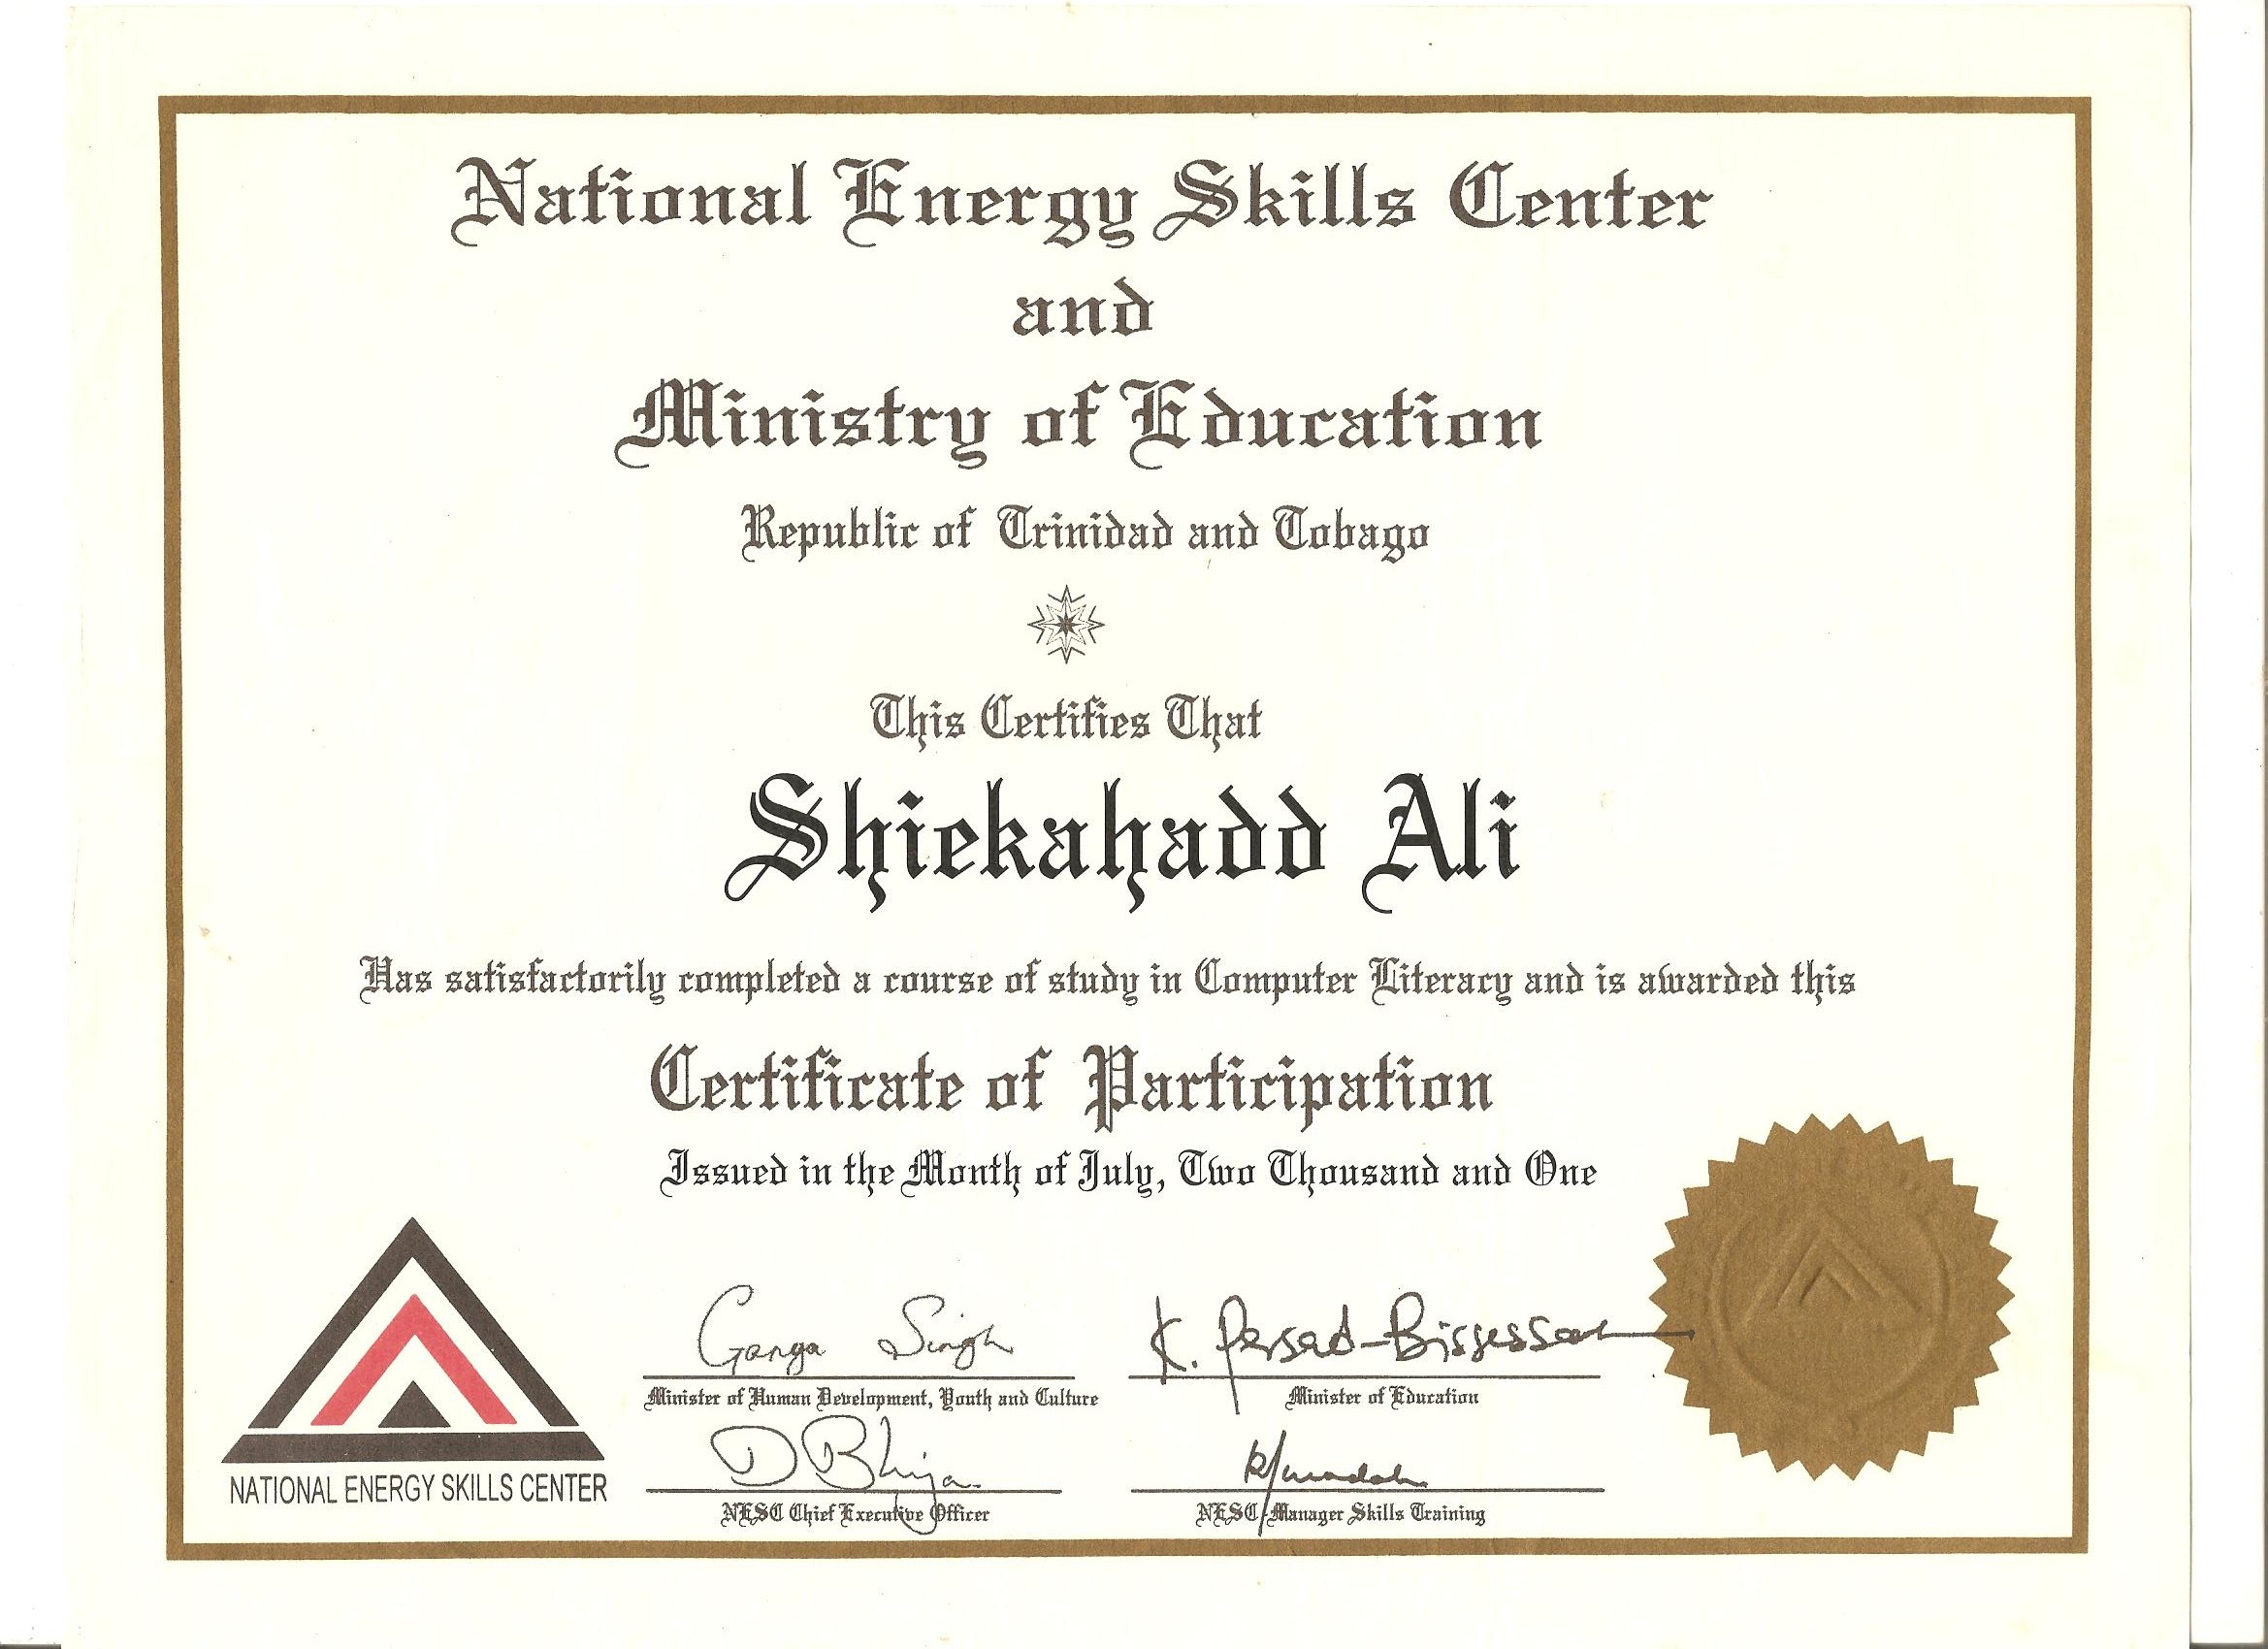 National Energy Skills Center
and
Ministry of Education
Republic of Trinidad and Tobago
This Certifies That
Shiekahadd Ali
Has satisfactorily completed a course of study in Computer Literacy and is awarded this
Certificate of Participation
Issued in the Month of July, Two Thousand and One
Ganga Singh
K. Persad-Bissessar
Minister of Human Development, Youth and Culture
Minister of Education
D Bhajan
NATIONAL ENERGY SKILLS CENTER
NESC Chief Executive Officer
NESC-Manager Skills Training